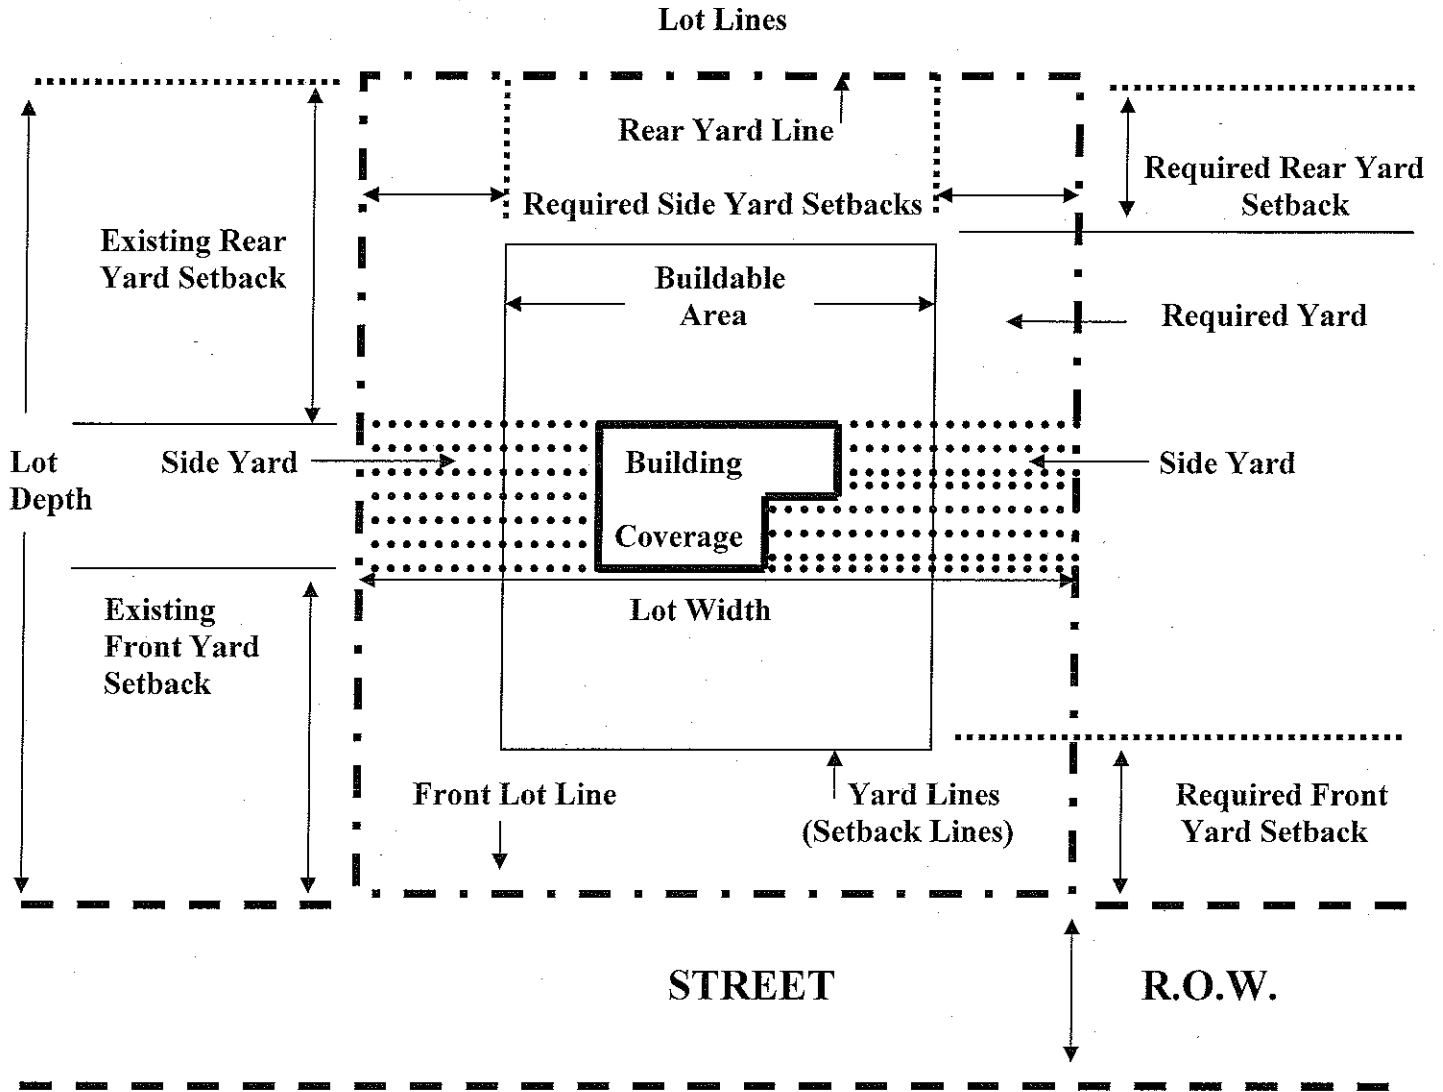 Lot Lines
Rear Yard Line
Required Rear Yard
Setback
Required Side Yard Setbacks
Existing Rear
Yard Setback
Buildable
Area
Required Yard
Lot
Depth
Side Yard
Building
Coverage
Side Yard
Existing
Front Yard
Setback
Lot Width
Front Lot Line
Yard Lines
(Setback Lines)
Required Front
Yard Setback
STREET
R.O.W.